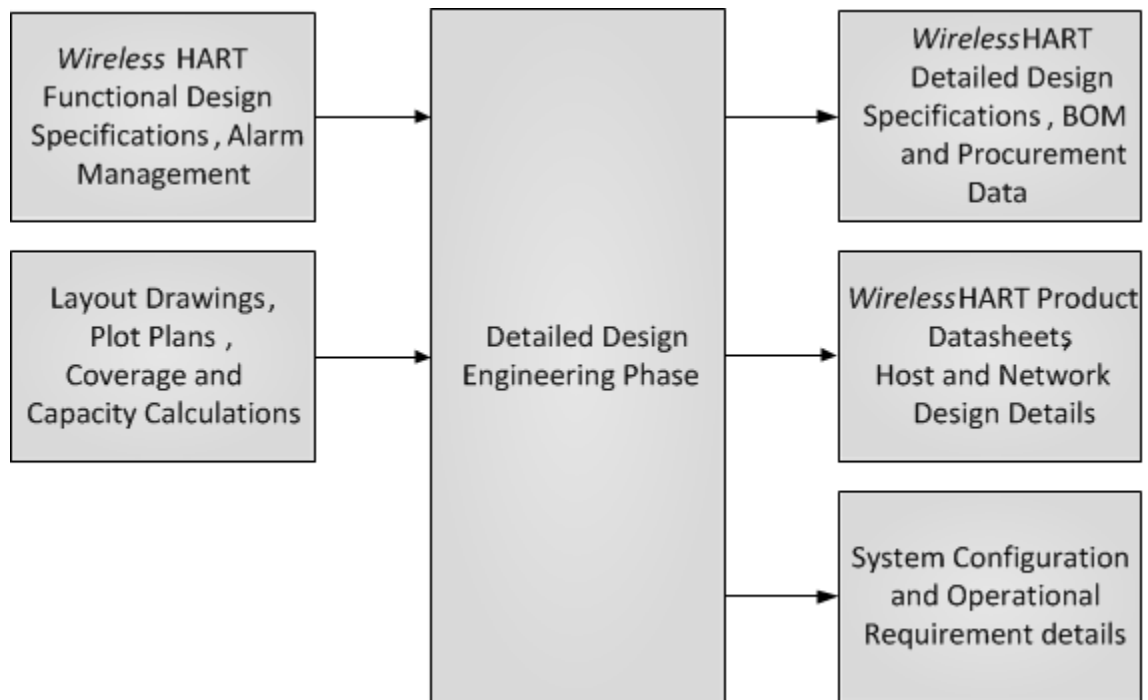 Wireless HART
Functional Design
Specifications , Alarm
Management
Layout Drawings ,
Plot Plans ,
Coverage and
Capacity Calculations
Detailed Design
Engineering Phase
WirelessHART
Detailed Design
Specifications , BOM
and Procurement
Data
WirelessHART Product
Datasheets,
Host and Network
Design Details
System Configuration
and Operational
Requirement details